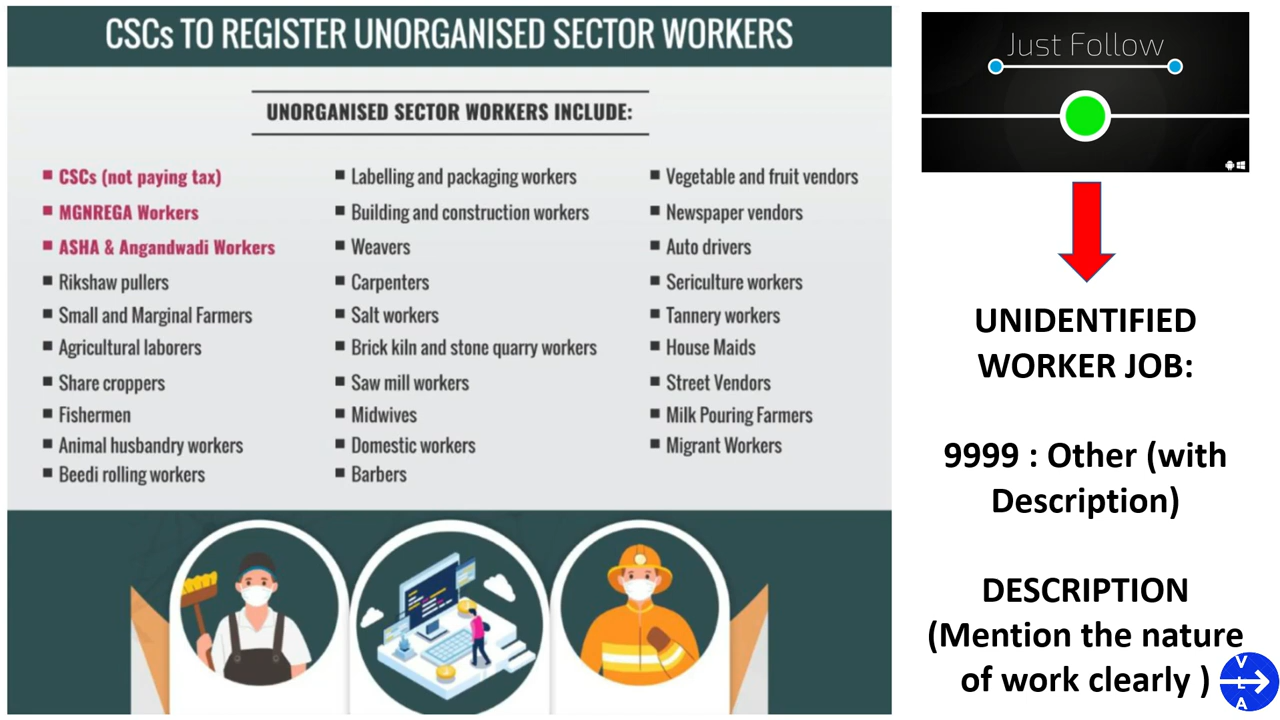 CSCs TO REGISTER UNORGANISED SECTOR WORKERS
UNORGANISED SECTOR WORKERS INCLUDE:
CSCs (not paying tax)
MGNREGA Workers
ASHA & Angandwadi Workers
Rikshaw pullers
Small and Marginal Farmers
Agricultural laborers
Share croppers
Fishermen
Animal husbandry workers
Beedi rolling workers
Labelling and packaging workers
Building and construction workers
Weavers
Carpenters
Salt workers
Brick kiln and stone quarry workers
Saw mill workers
Midwives
Domestic workers
Barbers
Vegetable and fruit vendors
Newspaper vendors
Auto drivers
Sericulture workers
Tannery workers
House Maids
Street Vendors
Milk Pouring Farmers
Migrant Workers
Just Follow
UNIDENTIFIED
WORKER JOB:
9999 : Other (with
Description)
DESCRIPTION
(Mention the nature
of work clearly )
V
L
A